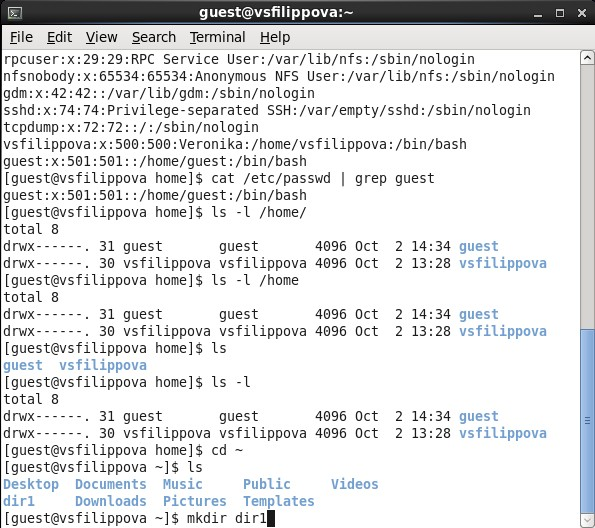 guest@vsfilippova:~
File Edit View Search Terminal Help
rpcuser:x:29:29:RPC Service User:/var/lib/nfs:/sbin/nologin
nfsnobody:x:65534:65534:Anonymous NFS User:/var/lib/nfs:/sbin/nologin
gdm:x:42:42::/var/lib/gdm:/sbin/nologin
sshd:x:74:74:Privilege-separated SSH:/var/empty/sshd:/sbin/nologin
tcpdump:x:72:72::/:/sbin/nologin
vsfilippova:x:500:500:Veronika:/home/vsfilippova:/bin/bash
guest:x:501:501::/home/guest:/bin/bash
[guest@vsfilippova home]$ cat /etc/passwd | grep guest
guest:x:501:501::/home/guest:/bin/bash
[guest@vsfilippova home]$ ls -l /home/
total 8
drwx------. 31 guest       guest       4096 Oct  2 14:34 guest
drwx------. 30 vsfilippova vsfilippova 4096 Oct  2 13:28 vsfilippova
[guest@vsfilippova home]$ ls -l /home
total 8
drwx------. 31 guest       guest       4096 Oct  2 14:34 guest
drwx------. 30 vsfilippova vsfilippova 4096 Oct  2 13:28 vsfilippova
[guest@vsfilippova home]$ ls
guest  vsfilippova
[guest@vsfilippova home]$ ls -l
total 8
drwx------. 31 guest       guest       4096 Oct  2 14:34 guest
drwx------. 30 vsfilippova vsfilippova 4096 Oct  2 13:28 vsfilippova
[guest@vsfilippova home]$ cd ~
[guest@vsfilippova ~]$ ls
Desktop  Documents  Music     Public     Videos
dir1     Downloads  Pictures  Templates
[guest@vsfilippova ~]$ mkdir dir1